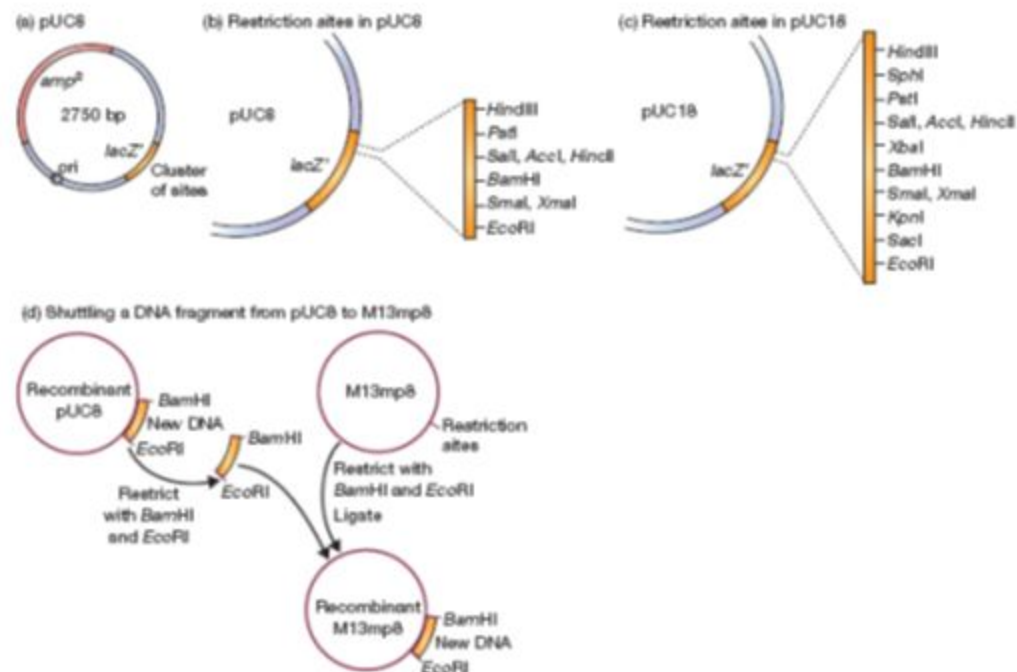 (a) pUC8
ampR
2750 bp
lacZ'
ori
Cluster
of sites
(b) Restriction sites in pUC8
pUC8
lacZ'
HindIII
PstI
SalI, AccI, HincII
BamHI
SmaI, XmaI
EcoRI
(c) Restriction sites in pUC18
pUC18
lacZ'
HindIII
SphI
PstI
SalI, AccI, HincII
XbaI
BamHI
SmaI, XmaI
KpnI
SacI
EcoRI
(d) Shuttling a DNA fragment from pUC8 to M13mp8
Recombinant
pUC8
BamHI
New DNA
EcoRI
Restrict
with BamHI
and EcoRI
BamHI
EcoRI
M13mp8
Restriction
sites
Restrict with
BamHI and EcoRI
Ligate
Recombinant
M13mp8
BamHI
New DNA
EcoRI